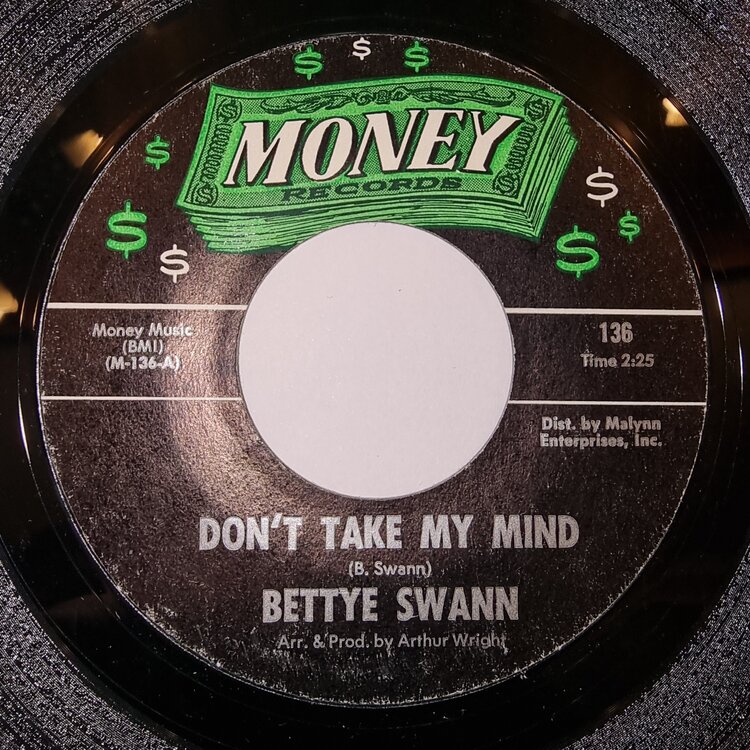 $ $ $
MONEY
RECORDS
$ $
$ $
$ $
Money Music
(BMI)
(M-136-A)
136
Time 2:25
Dist. by Malynn
Enterprises, Inc.
DON'T TAKE MY MIND
(B. Swann)
BETTYE SWANN
Arr. & Prod. by Arthur Wright